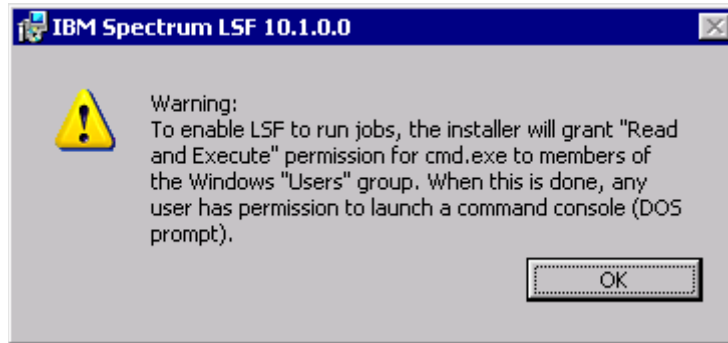 IBM Spectrum LSF 10.1.0.0
Warning:
To enable LSF to run jobs, the installer will grant "Read
and Execute" permission for cmd.exe to members of
the Windows "Users" group. When this is done, any
user has permission to launch a command console (DOS
prompt).
OK